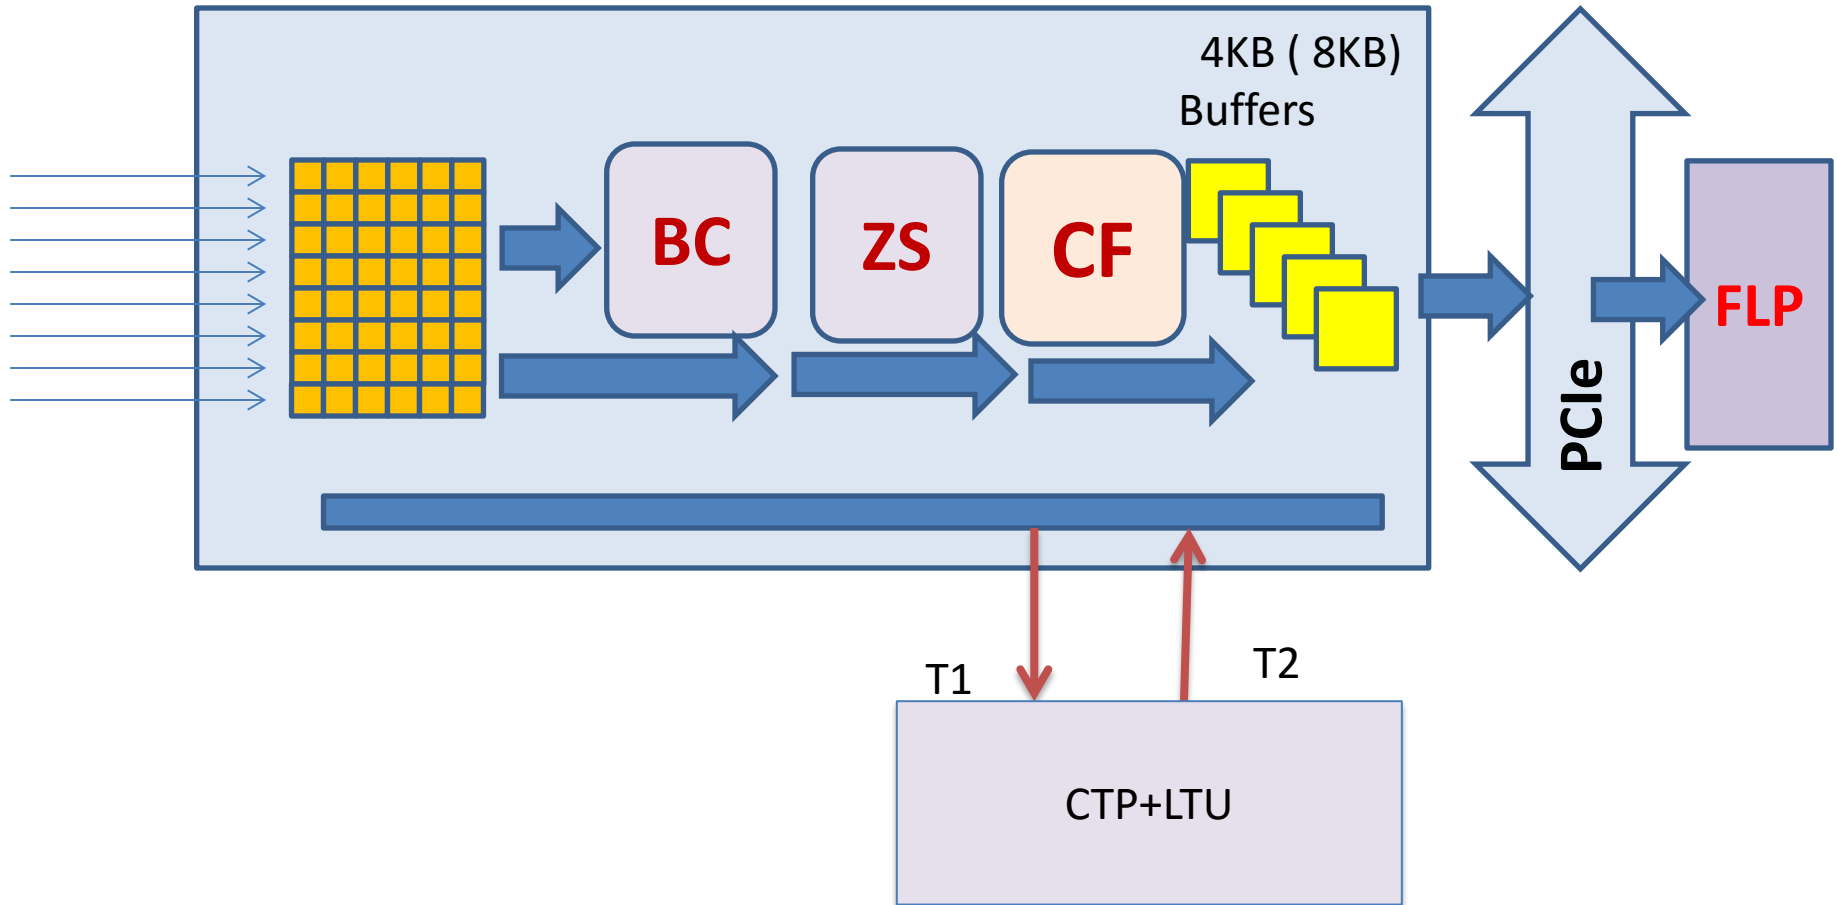 4KB ( 8KB)
Buffers
BC
ZS
CF
PCIe
FLP
T1
T2
CTP+LTU